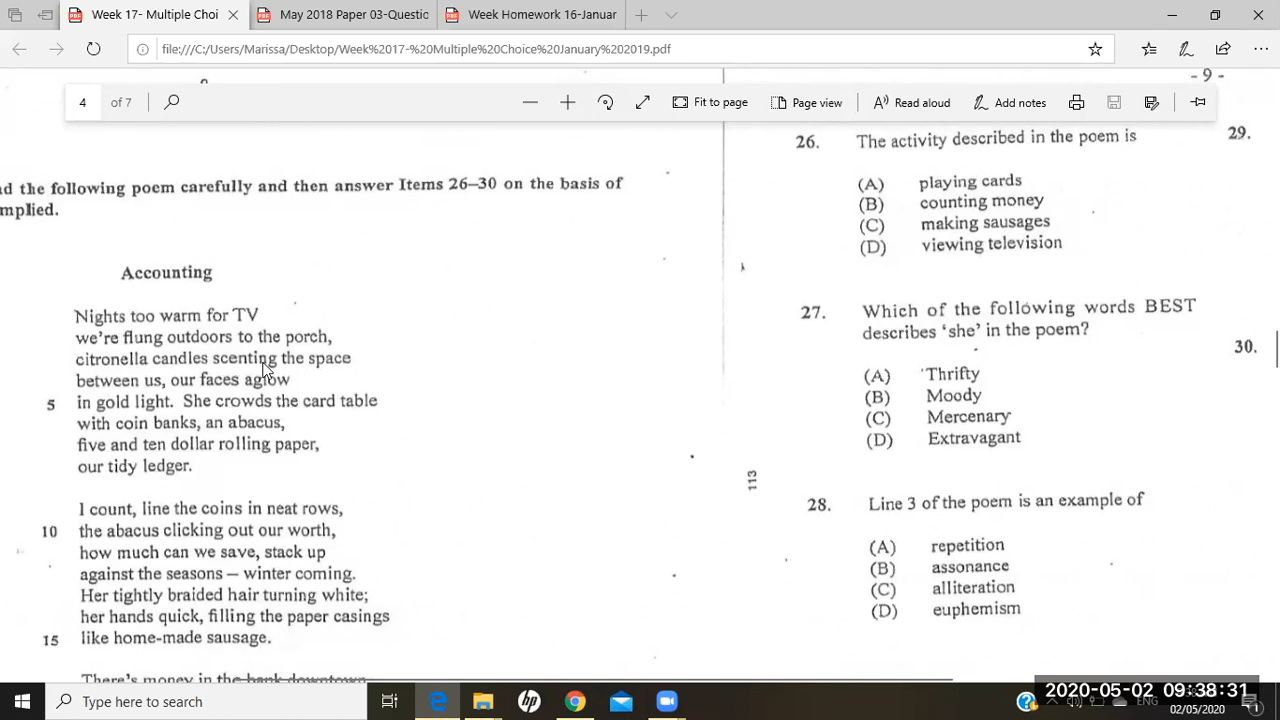 Week 17- Multiple Choi
May 2018 Paper 03-Questic
Week Homework 16-Januar
file:///C:/Users/Marissa/Desktop/Week%2017-%20Multiple%20Choice%20January%202019.pdf
4 of 7
Fit to page
Page view
Read aloud
Add notes
- 9 -
nd the following poem carefully and then answer Items 26–30 on the basis of
mplied.
Accounting
Nights too warm for TV
we're flung outdoors to the porch,
citronella candles scenting the space
between us, our faces aglow
5 in gold light. She crowds the card table
with coin banks, an abacus,
five and ten dollar rolling paper,
our tidy ledger.
I count, line the coins in neat rows,
10 the abacus clicking out our worth,
how much can we save, stack up
against the seasons – winter coming.
Her tightly braided hair turning white;
her hands quick, filling the paper casings
15 like home-made sausage.
There's money in the bank downtown
26. The activity described in the poem is
(A) playing cards
(B) counting money
(C) making sausages
(D) viewing television
27. Which of the following words BEST
describes 'she' in the poem?
(A) Thrifty
(B) Moody
(C) Mercenary
(D) Extravagant
113
28. Line 3 of the poem is an example of
(A) repetition
(B) assonance
(C) alliteration
(D) euphemism
29.
30.
Type here to search
ENG
02/05/2020
2020-05-02 09:38:31